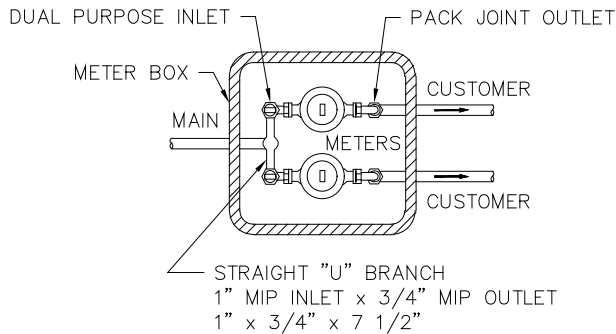 DUAL PURPOSE INLET
PACK JOINT OUTLET
METER BOX
CUSTOMER
MAIN
METERS
CUSTOMER
STRAIGHT "U" BRANCH
1" MIP INLET x 3/4" MIP OUTLET
1" x 3/4" x 7 1/2"